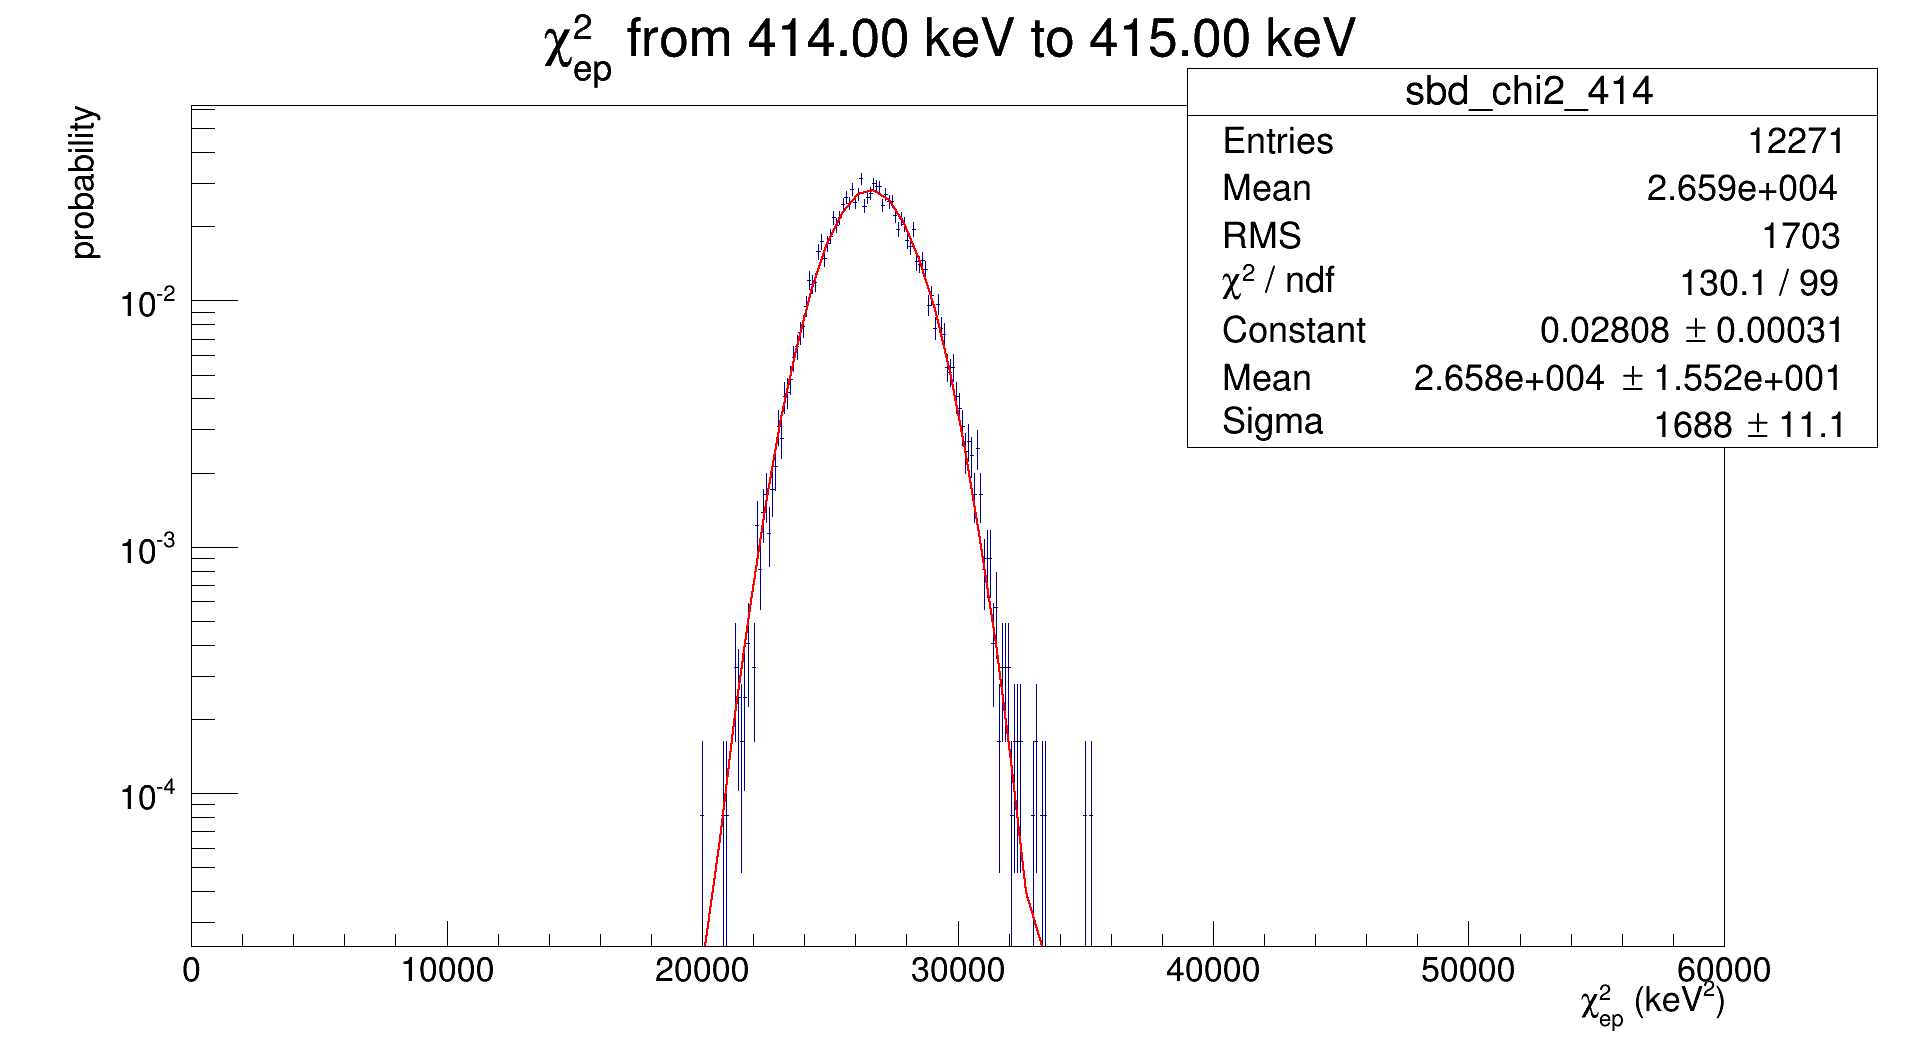 χ²ep from 414.00 keV to 415.00 keV
sbd_chi2_414
Entries 12271
Mean 2.659e+004
RMS 1703
χ² / ndf 130.1 / 99
Constant 0.02808 ± 0.00031
Mean 2.658e+004 ± 1.552e+001
Sigma 1688 ± 11.1
probability
10⁻²
10⁻³
10⁻⁴
0 10000 20000 30000 40000 50000 60000
χ²ep (keV²)